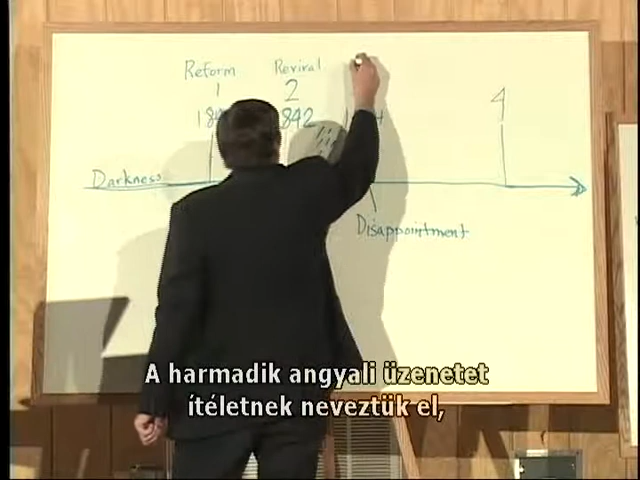 Reform
Revival
1
2
4
842
Darkness
Disappointment
A harmadik angyali üzenetet
ítéletnek neveztük el,